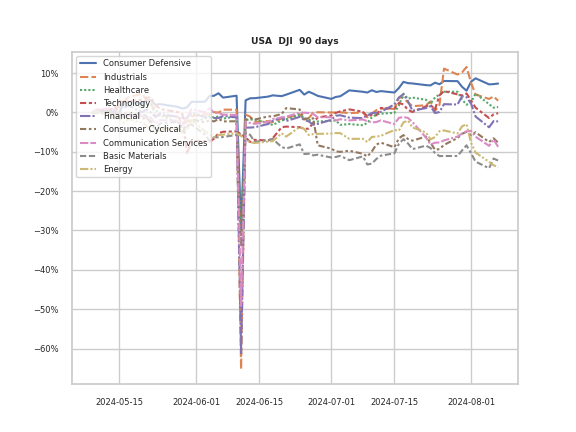 USA DJI 90 days
10%
0%
−10%
−20%
−30%
−40%
−50%
−60%
Consumer Defensive
Industrials
Healthcare
Technology
Financial
Consumer Cyclical
Communication Services
Basic Materials
Energy
2024-05-15
2024-06-01
2024-06-15
2024-07-01
2024-07-15
2024-08-01